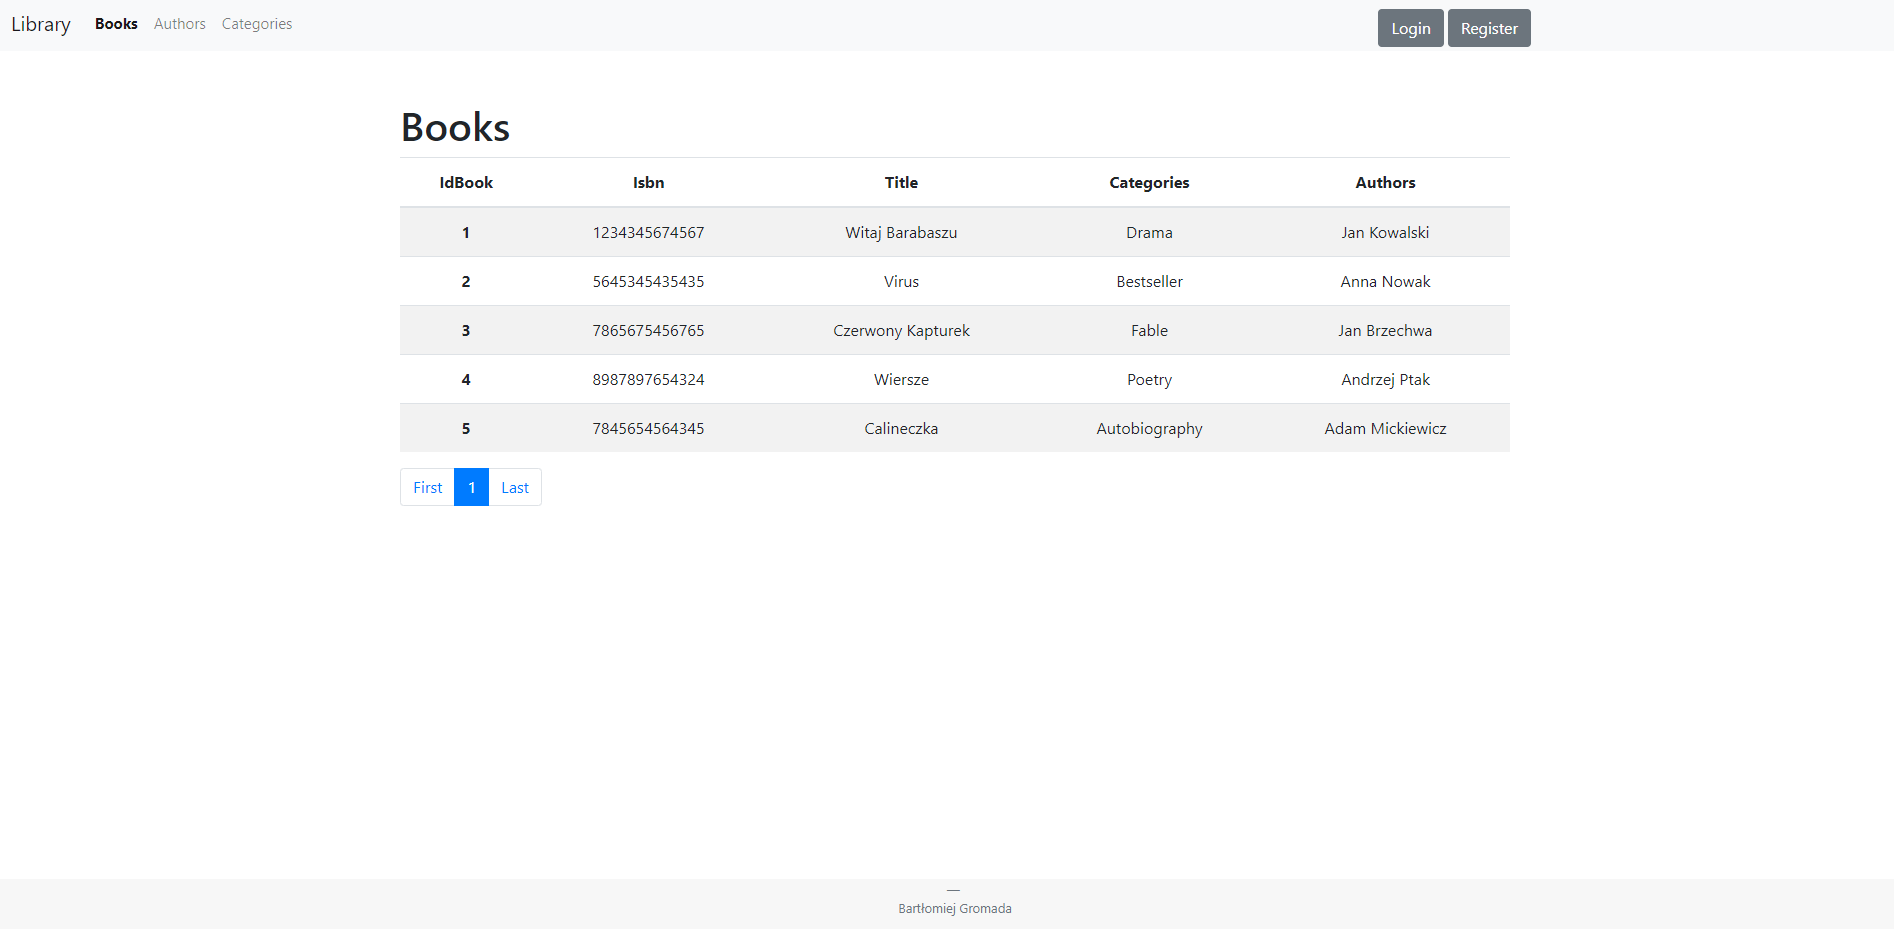 Library Books Authors Categories Login Register
Books
IdBook Isbn Title Categories Authors
1 1234345674567 Witaj Barabaszu Drama Jan Kowalski
2 5645345435435 Virus Bestseller Anna Nowak
3 7865675456765 Czerwony Kapturek Fable Jan Brzechwa
4 8987897654324 Wiersze Poetry Andrzej Ptak
5 7845654564345 Calineczka Autobiography Adam Mickiewicz
First 1 Last
—
Bartłomiej Gromada